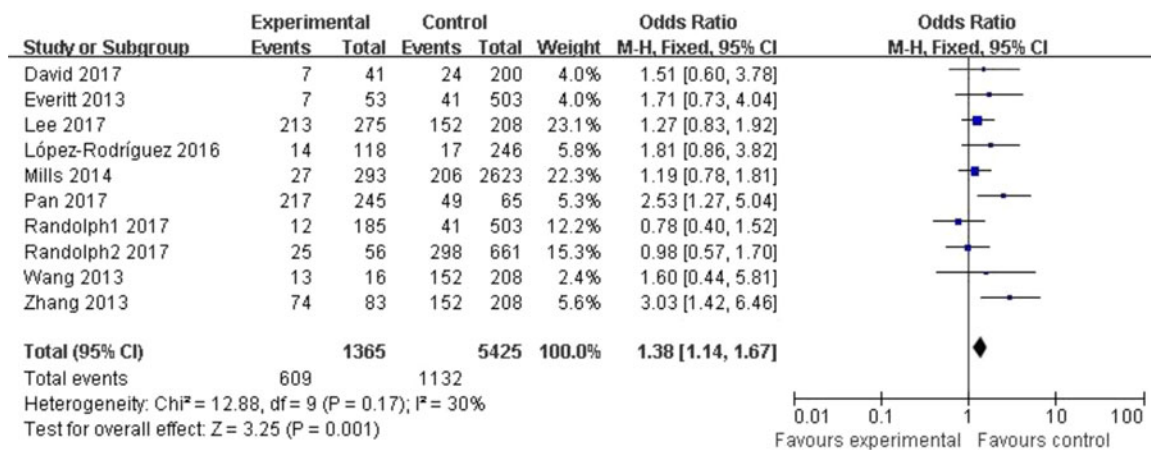 Experimental Control Odds Ratio Odds Ratio
Study or Subgroup Events Total Events Total Weight M-H, Fixed, 95% CI M-H, Fixed, 95% CI
David 2017 7 41 24 200 4.0% 1.51 [0.60, 3.78]
Everitt 2013 7 53 41 503 4.0% 1.71 [0.73, 4.04]
Lee 2017 213 275 152 208 23.1% 1.27 [0.83, 1.92]
López-Rodríguez 2016 14 118 17 246 5.8% 1.81 [0.86, 3.82]
Mills 2014 27 293 206 2623 22.3% 1.19 [0.78, 1.81]
Pan 2017 217 245 49 65 5.3% 2.53 [1.27, 5.04]
Randolph1 2017 12 185 41 503 12.2% 0.78 [0.40, 1.52]
Randolph2 2017 25 56 298 661 15.3% 0.98 [0.57, 1.70]
Wang 2013 13 16 152 208 2.4% 1.60 [0.44, 5.81]
Zhang 2013 74 83 152 208 5.6% 3.03 [1.42, 6.46]
Total (95% CI) 1365 5425 100.0% 1.38 [1.14, 1.67]
Total events 609 1132
Heterogeneity: Chi² = 12.88, df = 9 (P = 0.17); I² = 30%
Test for overall effect: Z = 3.25 (P = 0.001)
0.01 0.1 1 10 100
Favours experimental Favours control